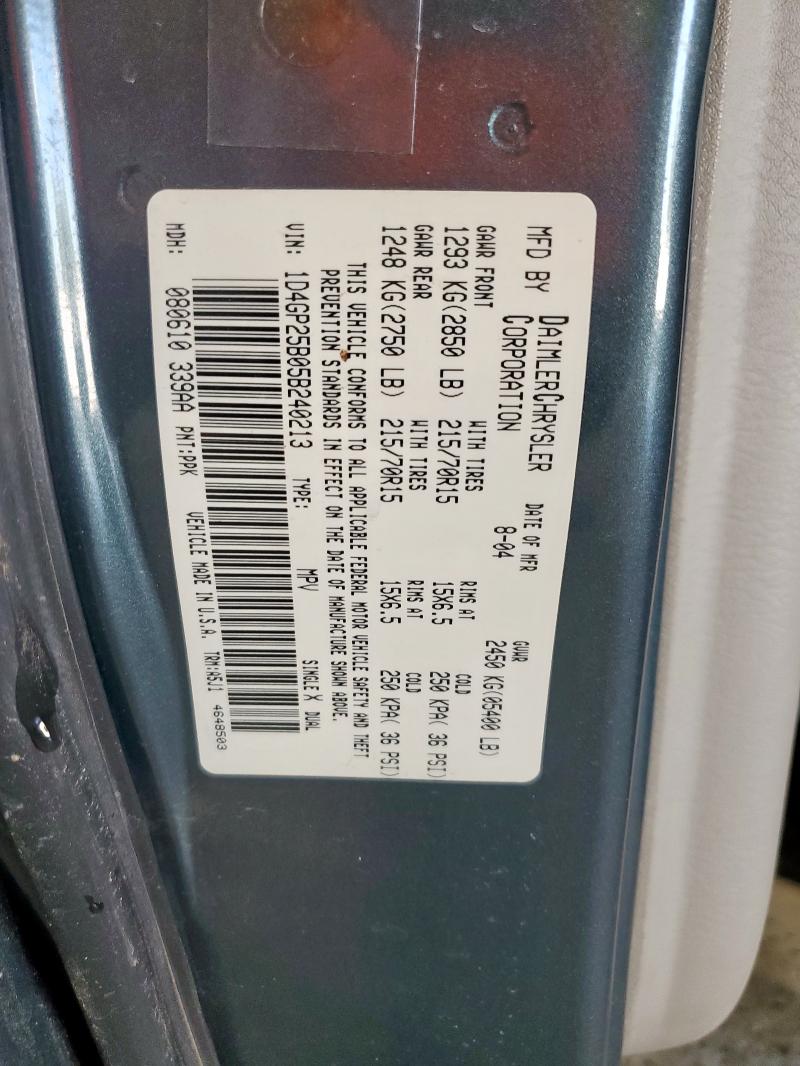 MFD BY DAIMLERCHRYSLER CORPORATION
DATE OF MFR
8-04
GVWR
2450 KG(05400 LB)
GAWR FRONT WITH TIRES RIMS AT COLD
1293 KG(2850 LB) 215/70R15 15X6.5 250 KPA( 36 PSI)
GAWR REAR WITH TIRES RIMS AT COLD
1248 KG(2750 LB) 215/70R15 15X6.5 250 KPA( 36 PSI)
THIS VEHICLE CONFORMS TO ALL APPLICABLE FEDERAL MOTOR VEHICLE SAFETY AND THEFT
PREVENTION STANDARDS IN EFFECT ON THE DATE OF MANUFACTURE SHOWN ABOVE.
VIN: 1D4GP25B05B240213 TYPE: MPV SINGLE X DUAL
MDH: 080610 339AA PNT:PPK VEHICLE MADE IN U.S.A. TRM:A5J1 4648503